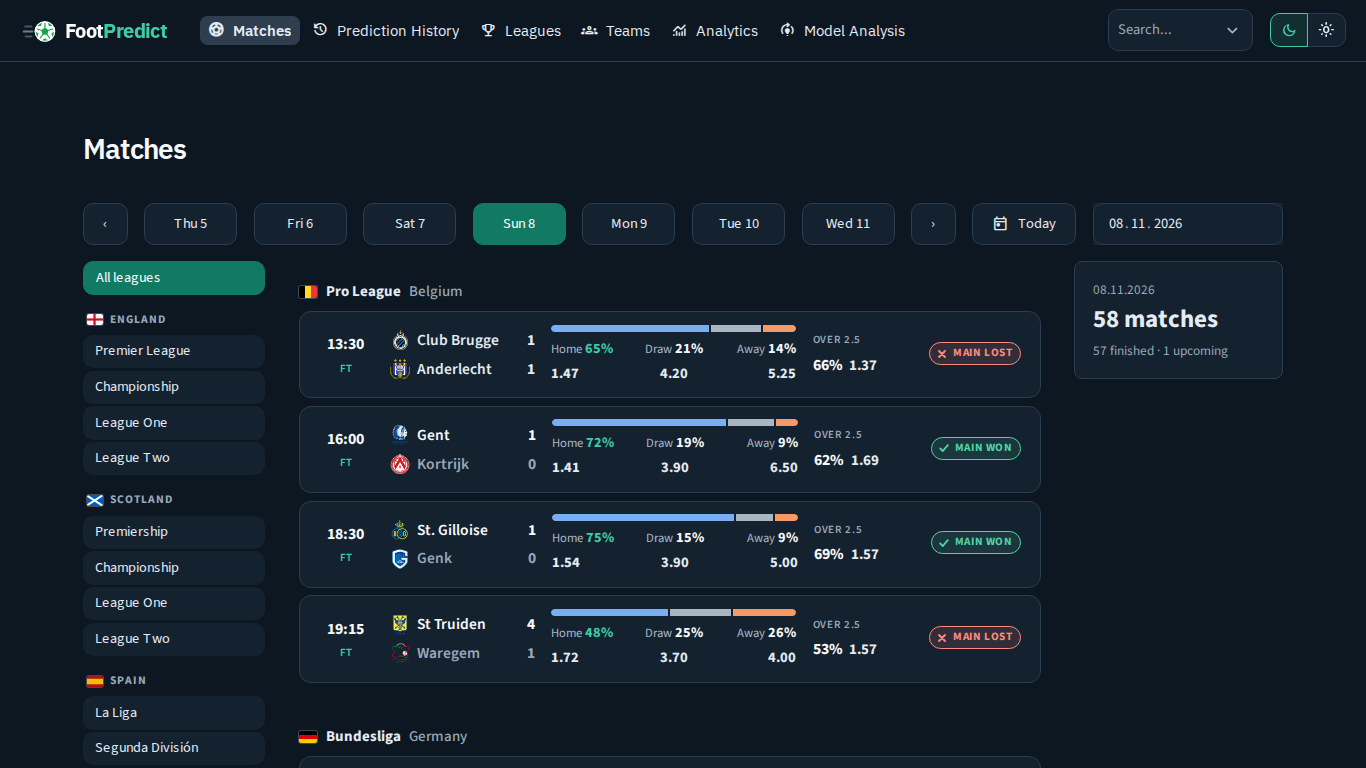 FootPredict Matches Prediction History Leagues Teams Analytics Model Analysis Search...
Matches
‹ Thu 5 Fri 6 Sat 7 Sun 8 Mon 9 Tue 10 Wed 11 › Today 08.11.2026
All leagues
ENGLAND
Premier League
Championship
League One
League Two
SCOTLAND
Premiership
Championship
League One
League Two
SPAIN
La Liga
Segunda División
Pro League Belgium
13:30 Club Brugge 1
FT Anderlecht 1
Home 65% Draw 21% Away 14%
1.47 4.20 5.25
OVER 2.5
66% 1.37
MAIN LOST
16:00 Gent 1
FT Kortrijk 0
Home 72% Draw 19% Away 9%
1.41 3.90 6.50
OVER 2.5
62% 1.69
MAIN WON
18:30 St. Gilloise 1
FT Genk 0
Home 75% Draw 15% Away 9%
1.54 3.90 5.00
OVER 2.5
69% 1.57
MAIN WON
19:15 St Truiden 4
FT Waregem 1
Home 48% Draw 25% Away 26%
1.72 3.70 4.00
OVER 2.5
53% 1.57
MAIN LOST
Bundesliga Germany
08.11.2026
58 matches
57 finished · 1 upcoming